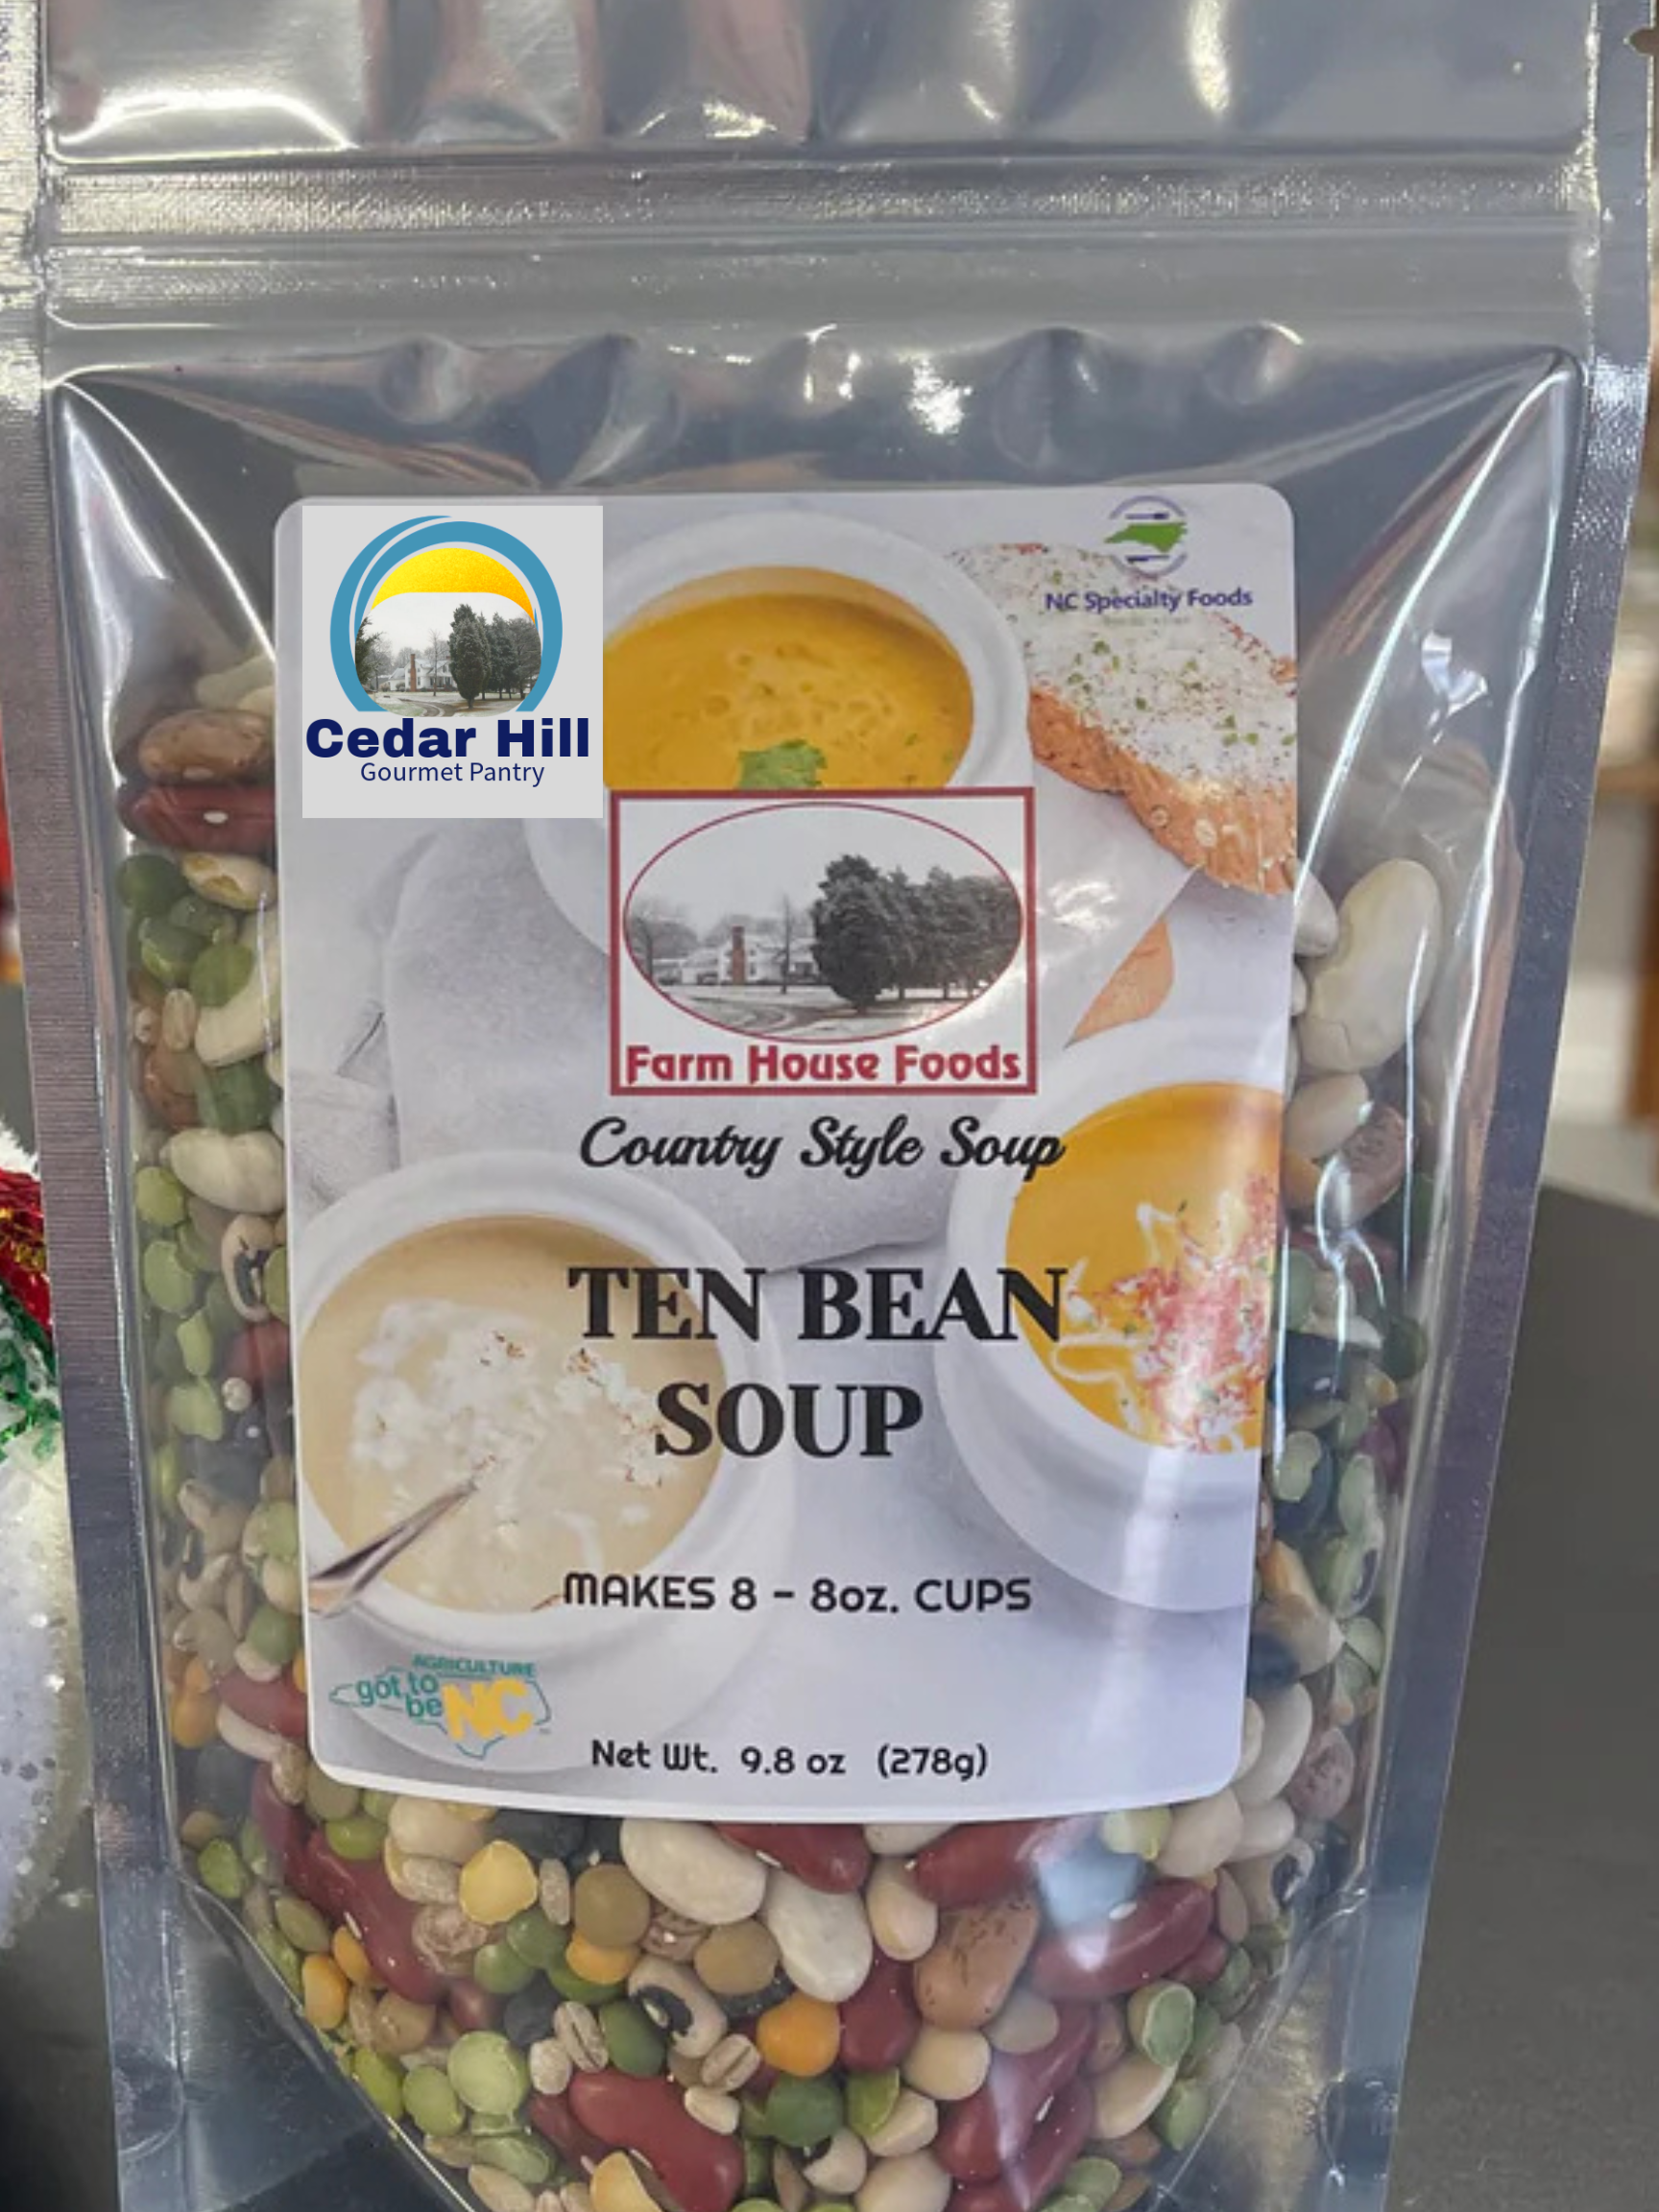 Cedar Hill
Gourmet Pantry
NC Specialty Foods
Farm House Foods
Country Style Soup
TEN BEAN
SOUP
MAKES 8 - 8oz. CUPS
AGRICULTURE
got to
be NC
Net Wt. 9.8 oz (278g)